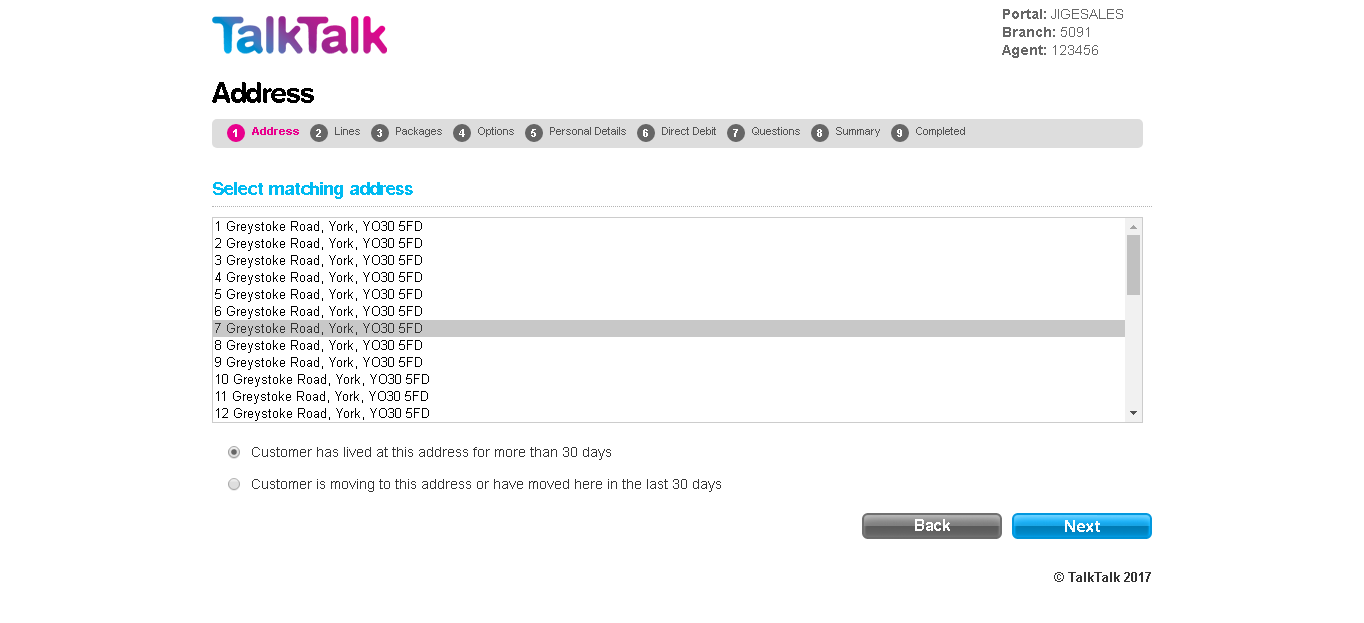 TalkTalk
Portal: JIGESALES
Branch: 5091
Agent: 123456
Address
1 Address 2 Lines 3 Packages 4 Options 5 Personal Details 6 Direct Debit 7 Questions 8 Summary 9 Completed
Select matching address
1 Greystoke Road, York, YO30 5FD
2 Greystoke Road, York, YO30 5FD
3 Greystoke Road, York, YO30 5FD
4 Greystoke Road, York, YO30 5FD
5 Greystoke Road, York, YO30 5FD
6 Greystoke Road, York, YO30 5FD
7 Greystoke Road, York, YO30 5FD
8 Greystoke Road, York, YO30 5FD
9 Greystoke Road, York, YO30 5FD
10 Greystoke Road, York, YO30 5FD
11 Greystoke Road, York, YO30 5FD
12 Greystoke Road, York, YO30 5FD
Customer has lived at this address for more than 30 days
Customer is moving to this address or have moved here in the last 30 days
Back Next
© TalkTalk 2017